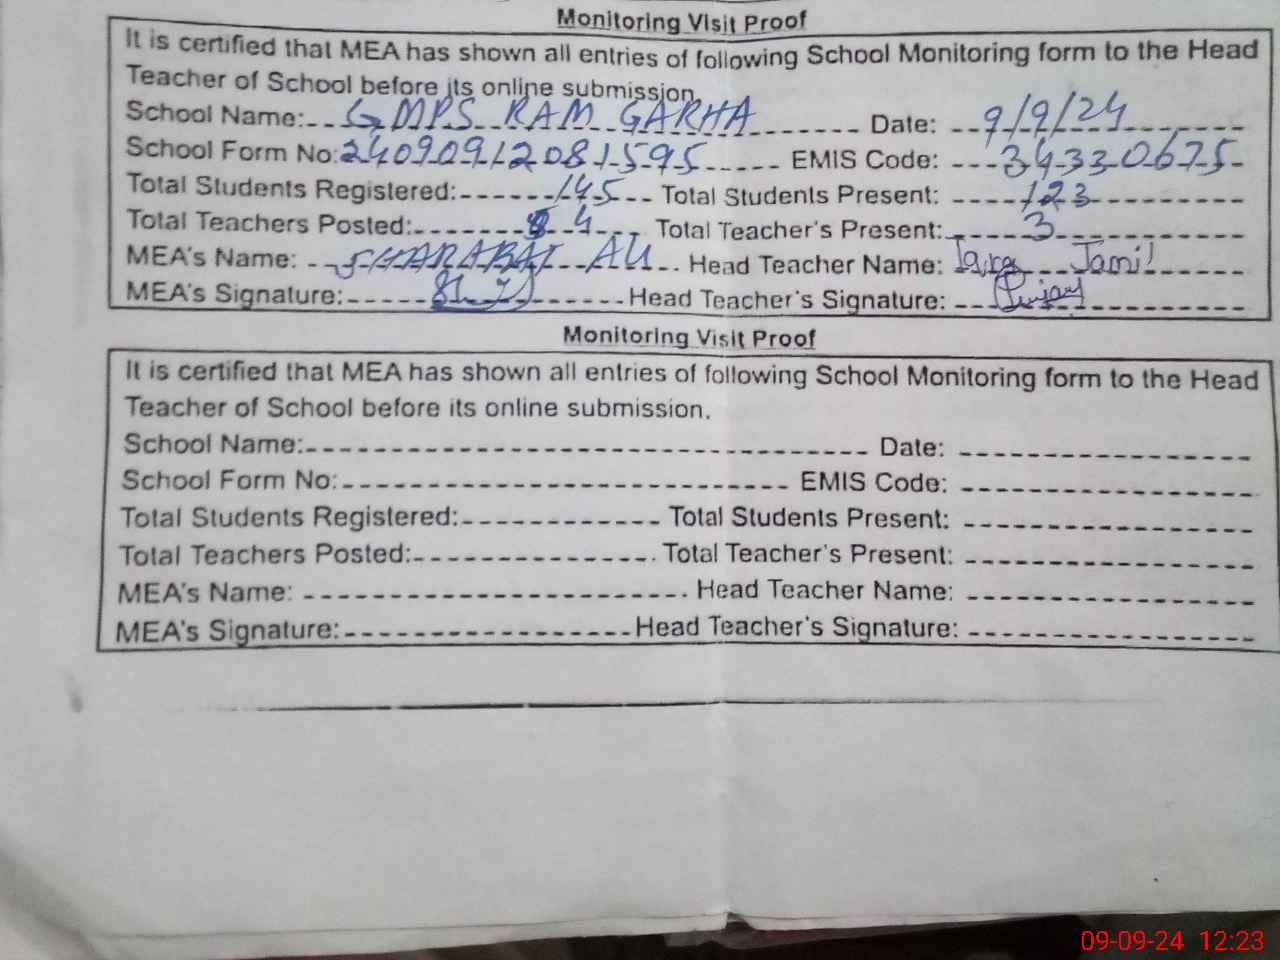 Monitoring Visit Proof
It is certified that MEA has shown all entries of following School Monitoring form to the Head
Teacher of School before its online submission.
School Name: GMPS RAM GARHA Date: 9/9/24
School Form No: 24090912081595 EMIS Code: 34330675
Total Students Registered: 145 Total Students Present: 123
Total Teachers Posted: 4 Total Teacher's Present: 3
MEA's Name: SHARABAT ALI Head Teacher Name: Jamil
MEA's Signature: Head Teacher's Signature:
Monitoring Visit Proof
It is certified that MEA has shown all entries of following School Monitoring form to the Head
Teacher of School before its online submission.
School Name: Date:
School Form No: EMIS Code:
Total Students Registered: Total Students Present:
Total Teachers Posted: Total Teacher's Present:
MEA's Name: Head Teacher Name:
MEA's Signature: Head Teacher's Signature:
09-09-24 12:23